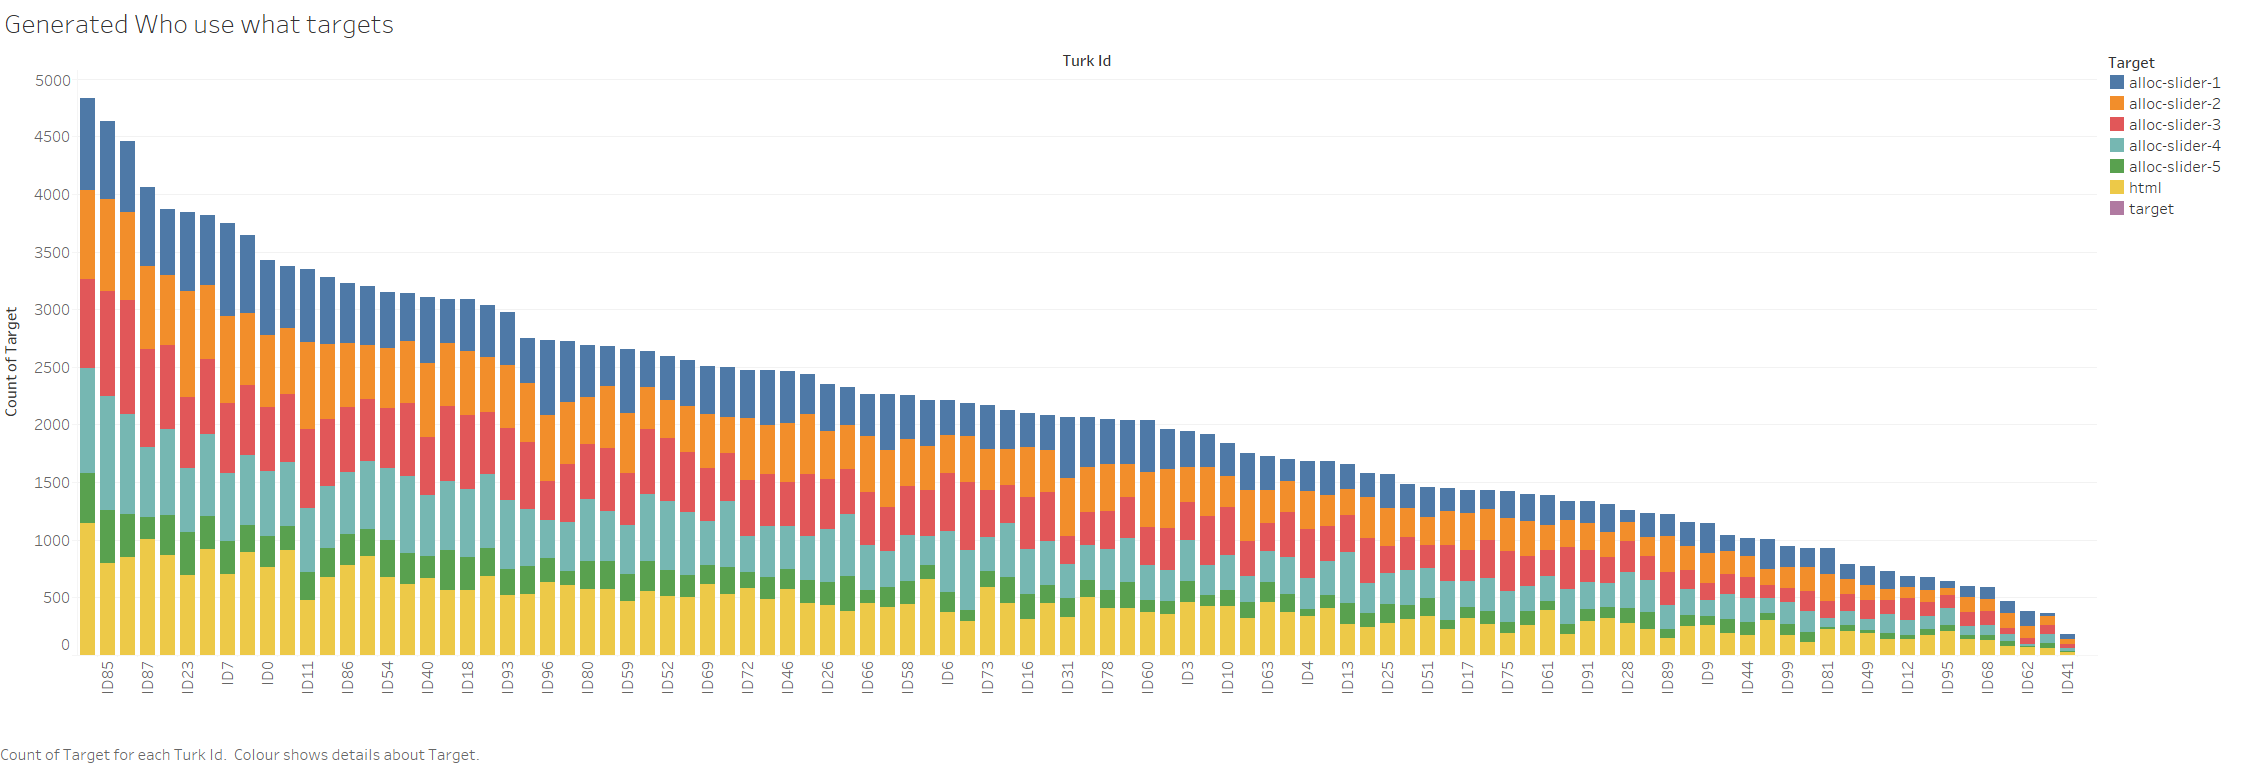 Generated Who use what targets
Turk Id
Target
alloc-slider-1
alloc-slider-2
alloc-slider-3
alloc-slider-4
alloc-slider-5
html
target
Count of Target
5000
4500
4000
3500
3000
2500
2000
1500
1000
500
0
ID85
ID87
ID23
ID7
ID0
ID11
ID86
ID54
ID40
ID18
ID93
ID96
ID80
ID59
ID52
ID69
ID72
ID46
ID26
ID66
ID58
ID6
ID73
ID16
ID31
ID78
ID60
ID3
ID10
ID63
ID4
ID13
ID25
ID51
ID17
ID75
ID61
ID91
ID28
ID89
ID9
ID44
ID99
ID81
ID49
ID12
ID95
ID68
ID62
ID41
Count of Target for each Turk Id. Colour shows details about Target.